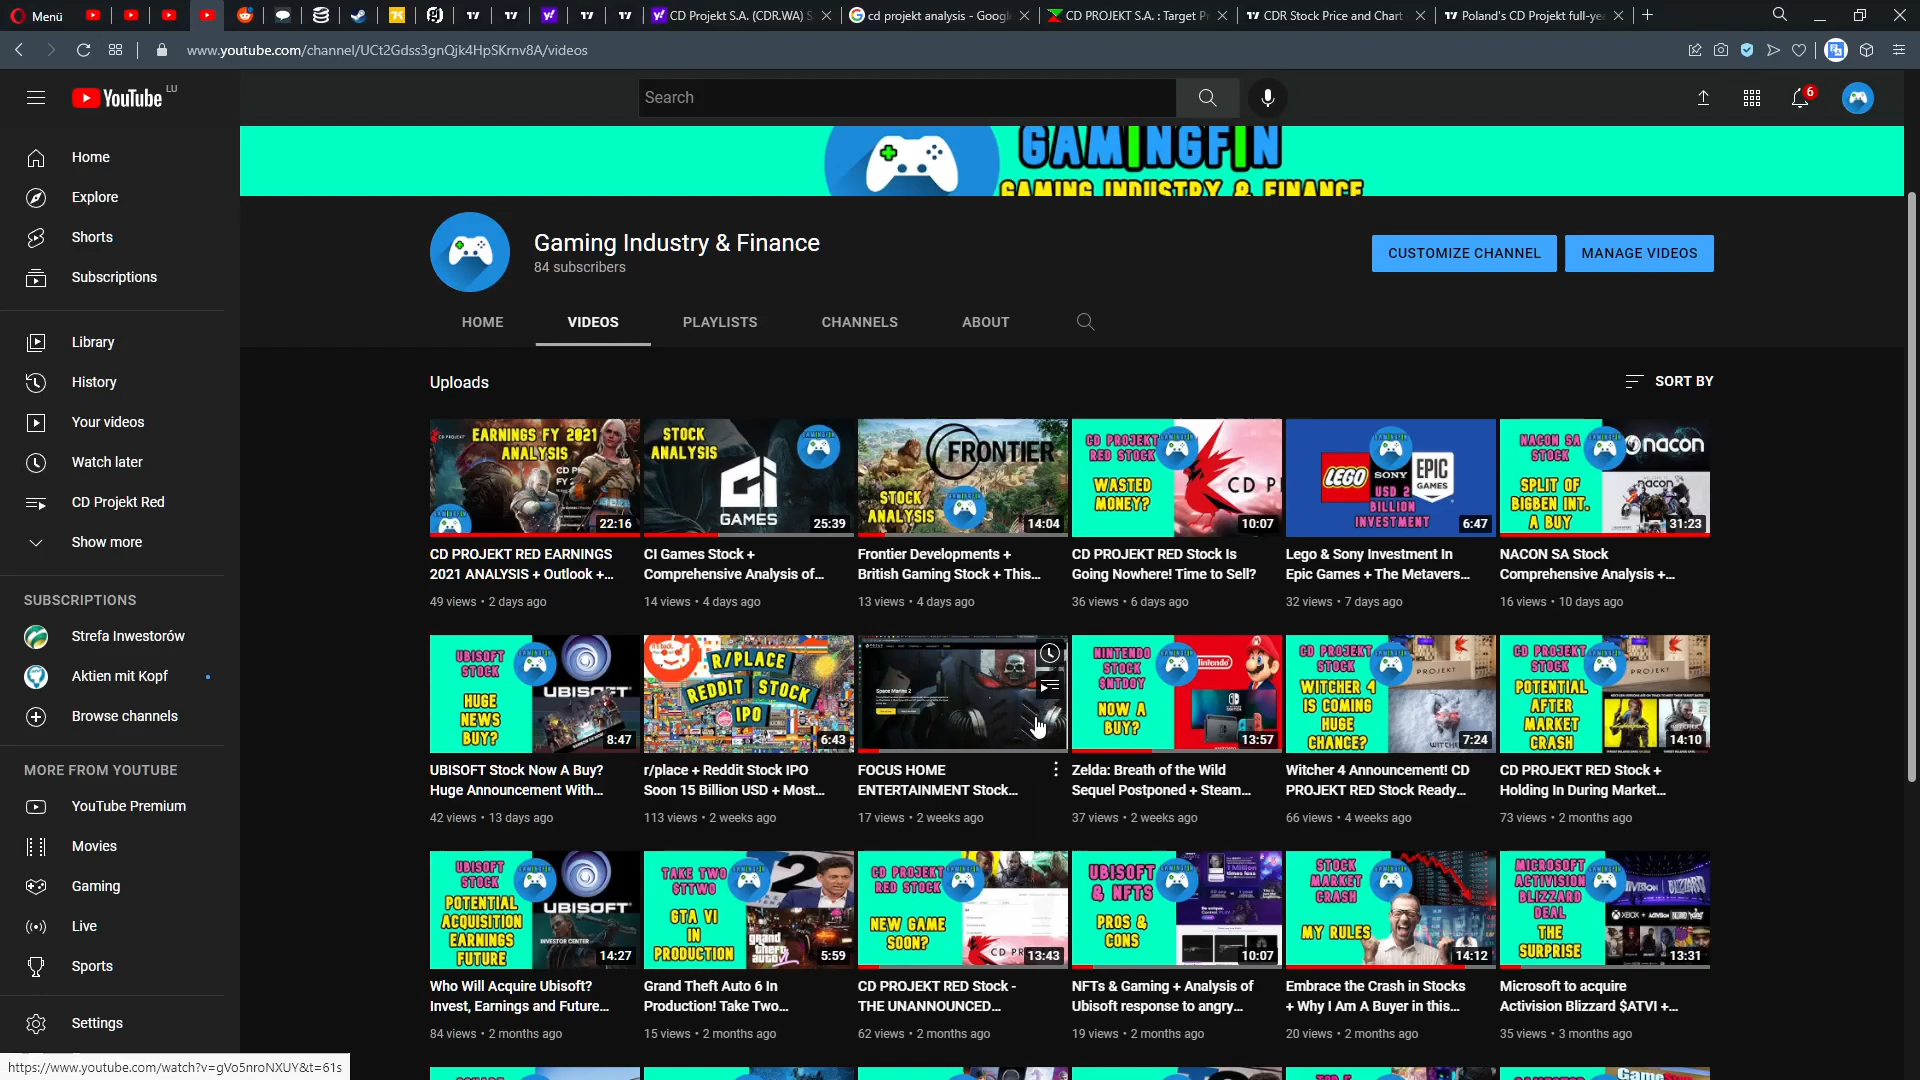 Menü
CD Projekt S.A. (CDR.WA) S
cd projekt analysis - Googl
CD PROJEKT S.A. : Target P
CDR Stock Price and Chart
Poland's CD Projekt full-ye
www.youtube.com/channel/UCt2Gdss3gnQjk4HpSKrnv8A/videos
YouTube LU
Search
6
GAMINGFIN
GAMING INDUSTRY & FINANCE
Home
Explore
Shorts
Subscriptions
Library
History
Your videos
Watch later
CD Projekt Red
Show more
SUBSCRIPTIONS
Strefa Inwestorów
Aktien mit Kopf
Browse channels
MORE FROM YOUTUBE
YouTube Premium
Movies
Gaming
Live
Sports
Settings
Gaming Industry & Finance
84 subscribers
CUSTOMIZE CHANNEL
MANAGE VIDEOS
HOME
VIDEOS
PLAYLISTS
CHANNELS
ABOUT
Uploads
SORT BY
EARNINGS FY 2021
ANALYSIS
22:16
STOCK
ANALYSIS
CI
GAMES
25:39
FRONTIER
STOCK
ANALYSIS
14:04
CD PROJEKT
RED STOCK
WASTED
MONEY?
CD P
10:07
LEGO
SONY
EPIC
GAMES
USD 2
BILLION
INVESTMENT
6:47
NACON SA
STOCK
SPLIT OF
BIGBEN INT.
A BUY
nacon
nacon
31:23
CD PROJEKT RED EARNINGS
2021 ANALYSIS + Outlook +...
49 views • 2 days ago
CI Games Stock +
Comprehensive Analysis of...
14 views • 4 days ago
Frontier Developments +
British Gaming Stock + This...
13 views • 4 days ago
CD PROJEKT RED Stock Is
Going Nowhere! Time to Sell?
36 views • 6 days ago
Lego & Sony Investment In
Epic Games + The Metavers...
32 views • 7 days ago
NACON SA Stock
Comprehensive Analysis +...
16 views • 10 days ago
UBISOFT
STOCK
HUGE
NEWS
BUY?
UBISOFT
8:47
R/PLACE
REDDIT STOCK
IPO
6:43
Space Marine 2
NINTENDO
STOCK
$NTDOY
NOW A
BUY?
Nintendo
13:57
CD PROJEKT
STOCK
WITCHER 4
IS COMING
HUGE
CHANCE?
PROJEKT
7:24
CD PROJEKT
STOCK
POTENTIAL
AFTER
MARKET
CRASH
PROJEKT
14:10
UBISOFT Stock Now A Buy?
Huge Announcement With...
42 views • 13 days ago
r/place + Reddit Stock IPO
Soon 15 Billion USD + Most...
113 views • 2 weeks ago
FOCUS HOME
ENTERTAINMENT Stock...
17 views • 2 weeks ago
Zelda: Breath of the Wild
Sequel Postponed + Steam...
37 views • 2 weeks ago
Witcher 4 Announcement! CD
PROJEKT RED Stock Ready...
66 views • 4 weeks ago
CD PROJEKT RED Stock +
Holding In During Market...
73 views • 2 months ago
UBISOFT
STOCK
POTENTIAL
ACQUISITION
EARNINGS
FUTURE
UBISOFT
INVESTOR CENTER
14:27
TAKE TWO
$TTWO
GTA VI
IN
PRODUCTION
grand
theft
auto
5:59
CD PROJEKT
RED STOCK
NEW GAME
SOON?
CD PR
13:43
UBISOFT
& NFTS
PROS &
CONS
10:07
STOCK
MARKET
CRASH
MY RULES
14:12
MICROSOFT
ACTIVISION
BLIZZARD
DEAL
THE
SURPRISE
XBOX
13:31
Who Will Acquire Ubisoft?
Invest, Earnings and Future...
84 views • 2 months ago
Grand Theft Auto 6 In
Production! Take Two...
15 views • 2 months ago
CD PROJEKT RED Stock -
THE UNANNOUNCED...
62 views • 2 months ago
NFTs & Gaming + Analysis of
Ubisoft response to angry...
19 views • 2 months ago
Embrace the Crash in Stocks
+ Why I Am A Buyer in this...
20 views • 2 months ago
Microsoft to acquire
Activision Blizzard $ATVI +...
35 views • 3 months ago
https://www.youtube.com/watch?v=gVo5nroNXUY&t=61s